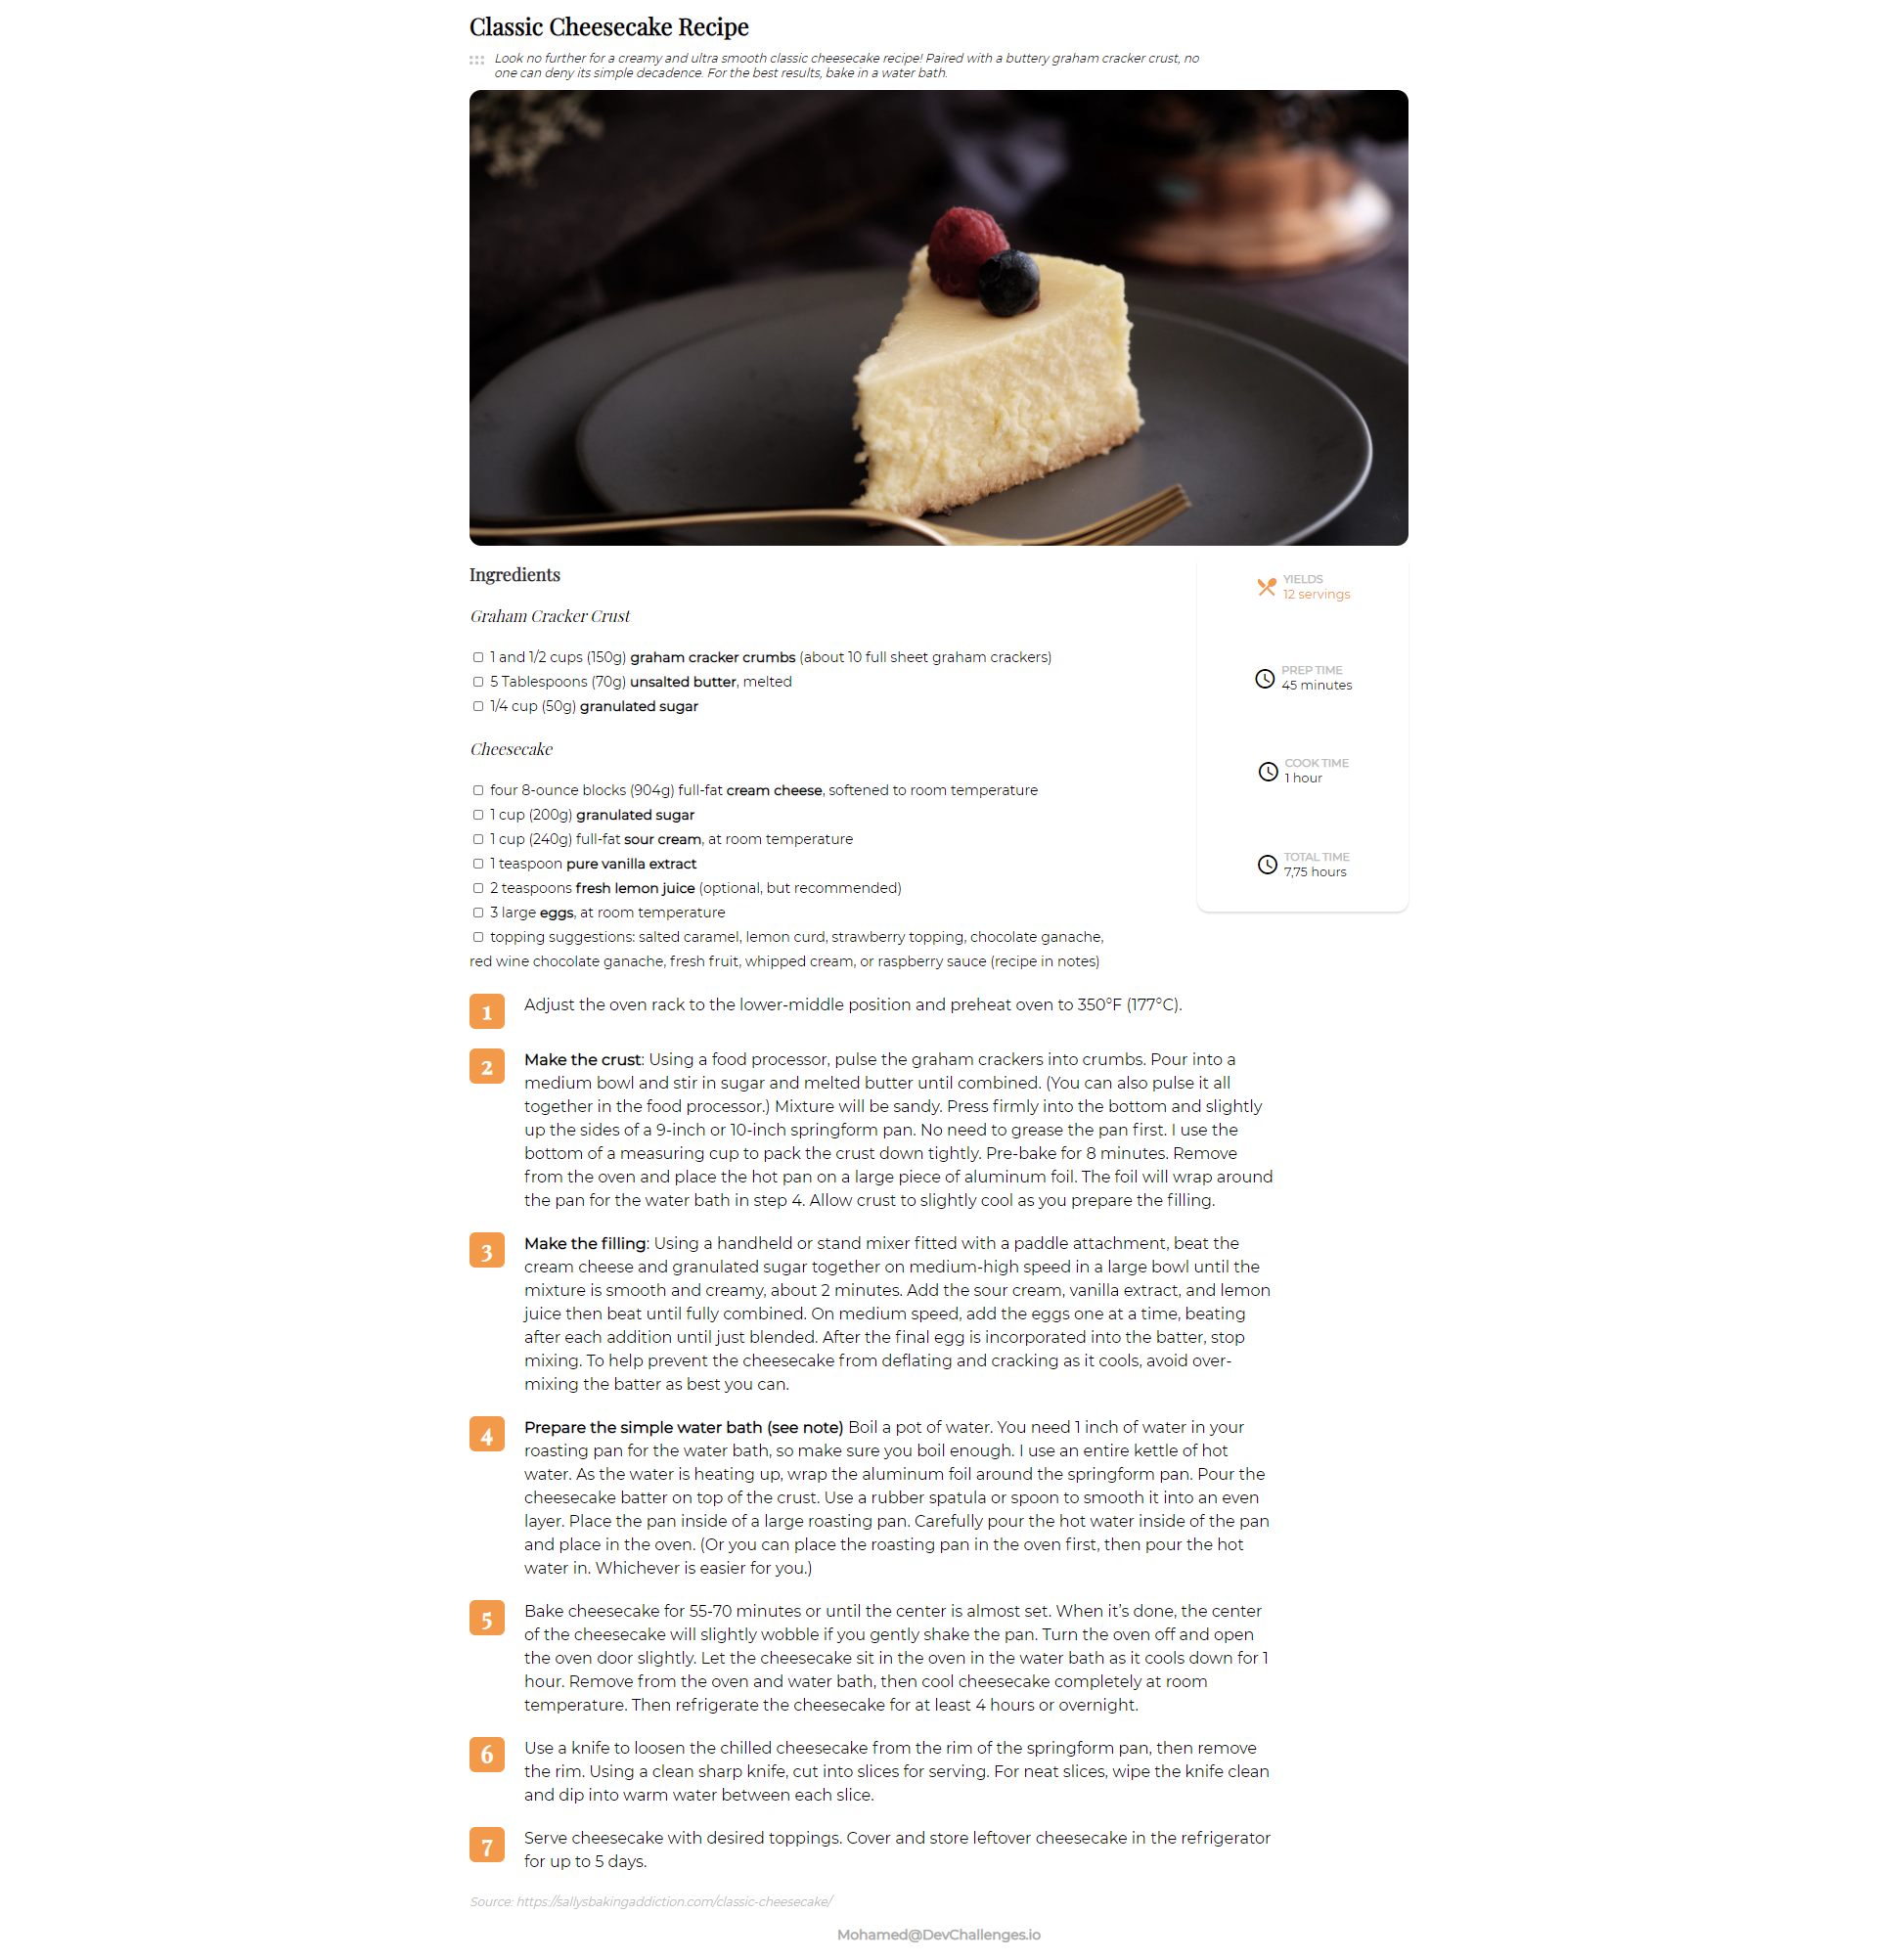 Classic Cheesecake Recipe
Look no further for a creamy and ultra smooth classic cheesecake recipe! Paired with a buttery graham cracker crust, no
one can deny its simple decadence. For the best results, bake in a water bath.
Ingredients
Graham Cracker Crust
1 and 1/2 cups (150g) graham cracker crumbs (about 10 full sheet graham crackers)
5 Tablespoons (70g) unsalted butter, melted
1/4 cup (50g) granulated sugar
Cheesecake
four 8-ounce blocks (904g) full-fat cream cheese, softened to room temperature
1 cup (200g) granulated sugar
1 cup (240g) full-fat sour cream, at room temperature
1 teaspoon pure vanilla extract
2 teaspoons fresh lemon juice (optional, but recommended)
3 large eggs, at room temperature
topping suggestions: salted caramel, lemon curd, strawberry topping, chocolate ganache,
red wine chocolate ganache, fresh fruit, whipped cream, or raspberry sauce (recipe in notes)
YIELDS
12 servings
PREP TIME
45 minutes
COOK TIME
1 hour
TOTAL TIME
7,75 hours
1 Adjust the oven rack to the lower-middle position and preheat oven to 350°F (177°C).
2 Make the crust: Using a food processor, pulse the graham crackers into crumbs. Pour into a
medium bowl and stir in sugar and melted butter until combined. (You can also pulse it all
together in the food processor.) Mixture will be sandy. Press firmly into the bottom and slightly
up the sides of a 9-inch or 10-inch springform pan. No need to grease the pan first. I use the
bottom of a measuring cup to pack the crust down tightly. Pre-bake for 8 minutes. Remove
from the oven and place the hot pan on a large piece of aluminum foil. The foil will wrap around
the pan for the water bath in step 4. Allow crust to slightly cool as you prepare the filling.
3 Make the filling: Using a handheld or stand mixer fitted with a paddle attachment, beat the
cream cheese and granulated sugar together on medium-high speed in a large bowl until the
mixture is smooth and creamy, about 2 minutes. Add the sour cream, vanilla extract, and lemon
juice then beat until fully combined. On medium speed, add the eggs one at a time, beating
after each addition until just blended. After the final egg is incorporated into the batter, stop
mixing. To help prevent the cheesecake from deflating and cracking as it cools, avoid over-
mixing the batter as best you can.
4 Prepare the simple water bath (see note) Boil a pot of water. You need 1 inch of water in your
roasting pan for the water bath, so make sure you boil enough. I use an entire kettle of hot
water. As the water is heating up, wrap the aluminum foil around the springform pan. Pour the
cheesecake batter on top of the crust. Use a rubber spatula or spoon to smooth it into an even
layer. Place the pan inside of a large roasting pan. Carefully pour the hot water inside of the pan
and place in the oven. (Or you can place the roasting pan in the oven first, then pour the hot
water in. Whichever is easier for you.)
5 Bake cheesecake for 55-70 minutes or until the center is almost set. When it’s done, the center
of the cheesecake will slightly wobble if you gently shake the pan. Turn the oven off and open
the oven door slightly. Let the cheesecake sit in the oven in the water bath as it cools down for 1
hour. Remove from the oven and water bath, then cool cheesecake completely at room
temperature. Then refrigerate the cheesecake for at least 4 hours or overnight.
6 Use a knife to loosen the chilled cheesecake from the rim of the springform pan, then remove
the rim. Using a clean sharp knife, cut into slices for serving. For neat slices, wipe the knife clean
and dip into warm water between each slice.
7 Serve cheesecake with desired toppings. Cover and store leftover cheesecake in the refrigerator
for up to 5 days.
Source: https://sallysbakingaddiction.com/classic-cheesecake/
Mohamed@DevChallenges.io